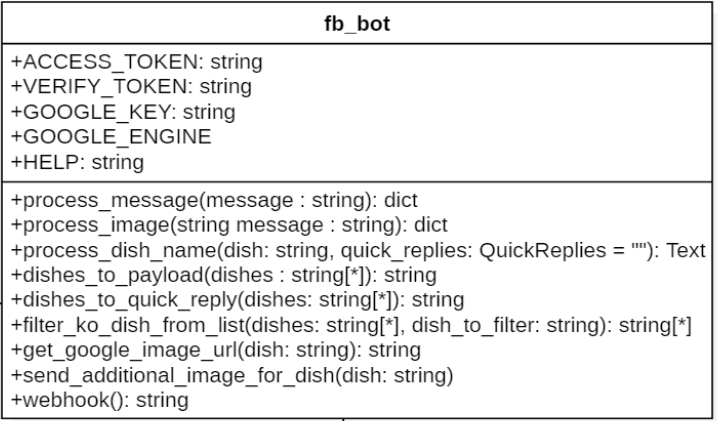 fb_bot
+ACCESS_TOKEN: string
+VERIFY_TOKEN: string
+GOOGLE_KEY: string
+GOOGLE_ENGINE
+HELP: string
+process_message(message : string): dict
+process_image(string message : string): dict
+process_dish_name(dish: string, quick_replies: QuickReplies = ""): Text
+dishes_to_payload(dishes : string[*]): string
+dishes_to_quick_reply(dishes: string[*]): string
+filter_ko_dish_from_list(dishes: string[*], dish_to_filter: string): string[*]
+get_google_image_url(dish: string): string
+send_additional_image_for_dish(dish: string)
+webhook(): string